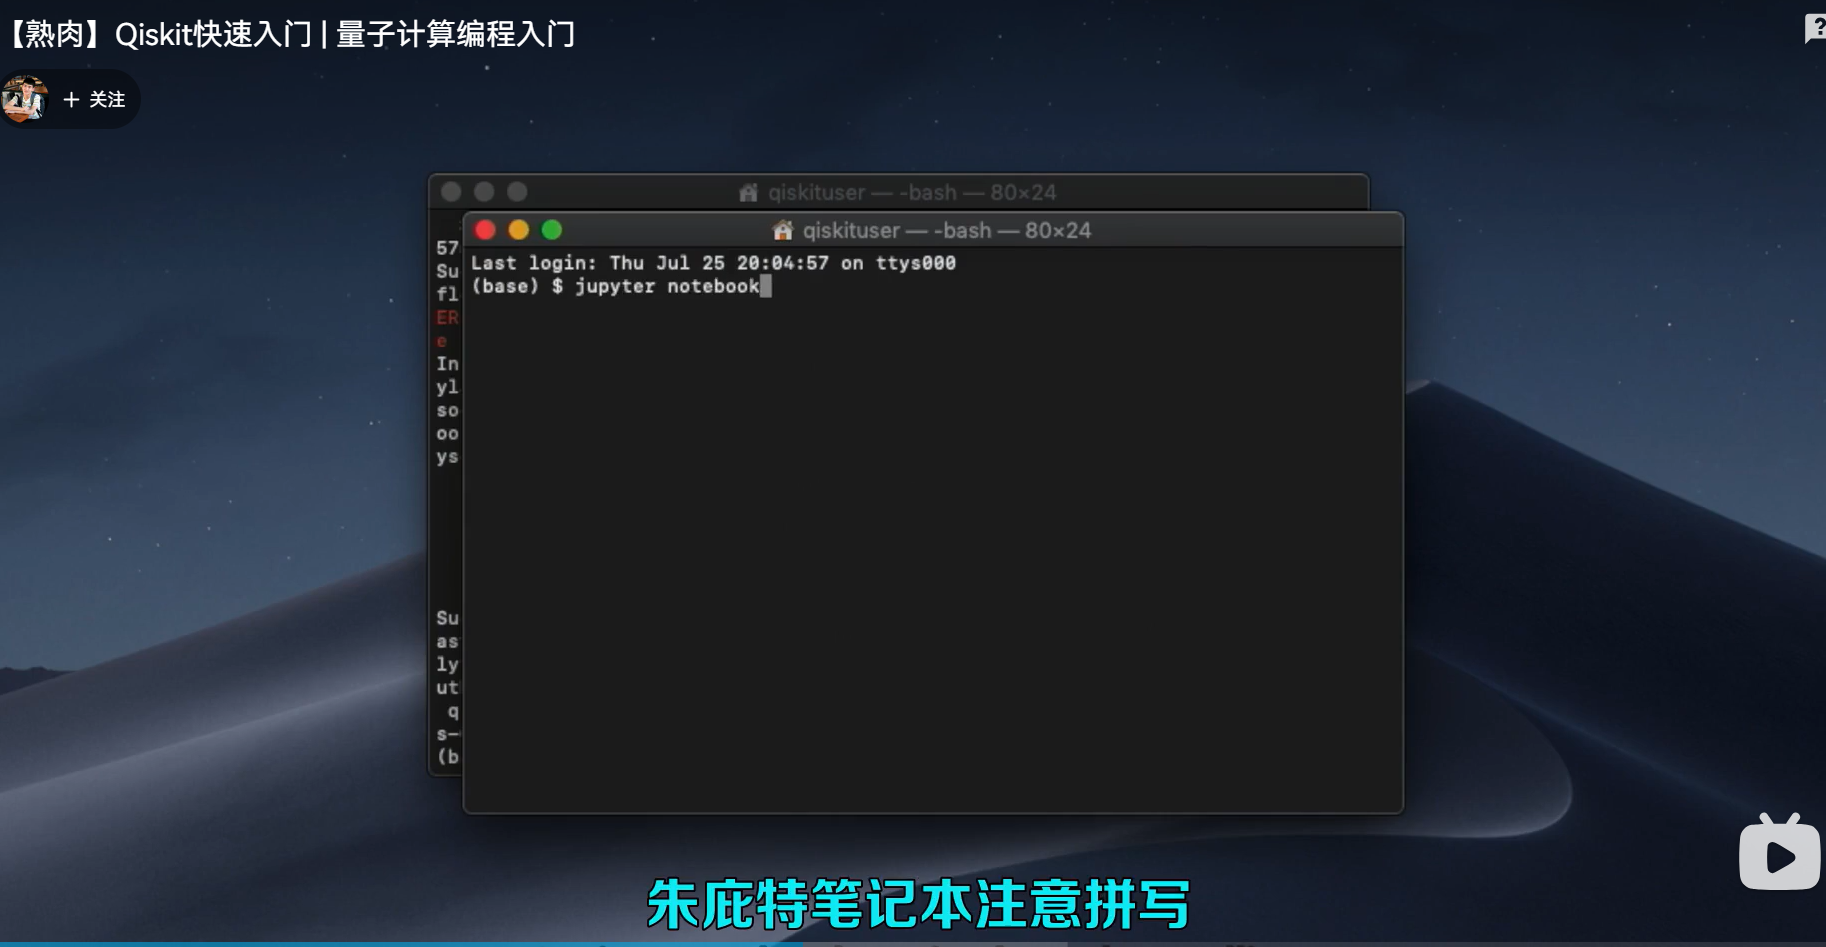 【熟肉】Qiskit快速入门 | 量子计算编程入门
+ 关注
qiskituser — -bash — 80×24
qiskituser — -bash — 80×24
Last login: Thu Jul 25 20:04:57 on ttys000
(base) $ jupyter notebook
57
Su
fl
ER
e
In
yl
so
oo
ys
Su
as
ly
ut
q
s-
(b
朱庇特笔记本注意拼写